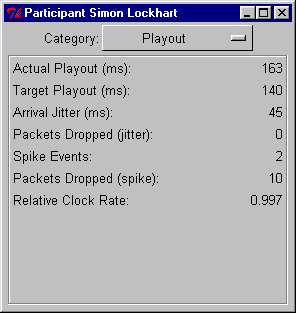 Participant Simon Lockhart
Category: Playout
Actual Playout (ms): 163
Target Playout (ms): 140
Arrival Jitter (ms): 45
Packets Dropped (jitter): 0
Spike Events: 2
Packets Dropped (spike): 10
Relative Clock Rate: 0.997